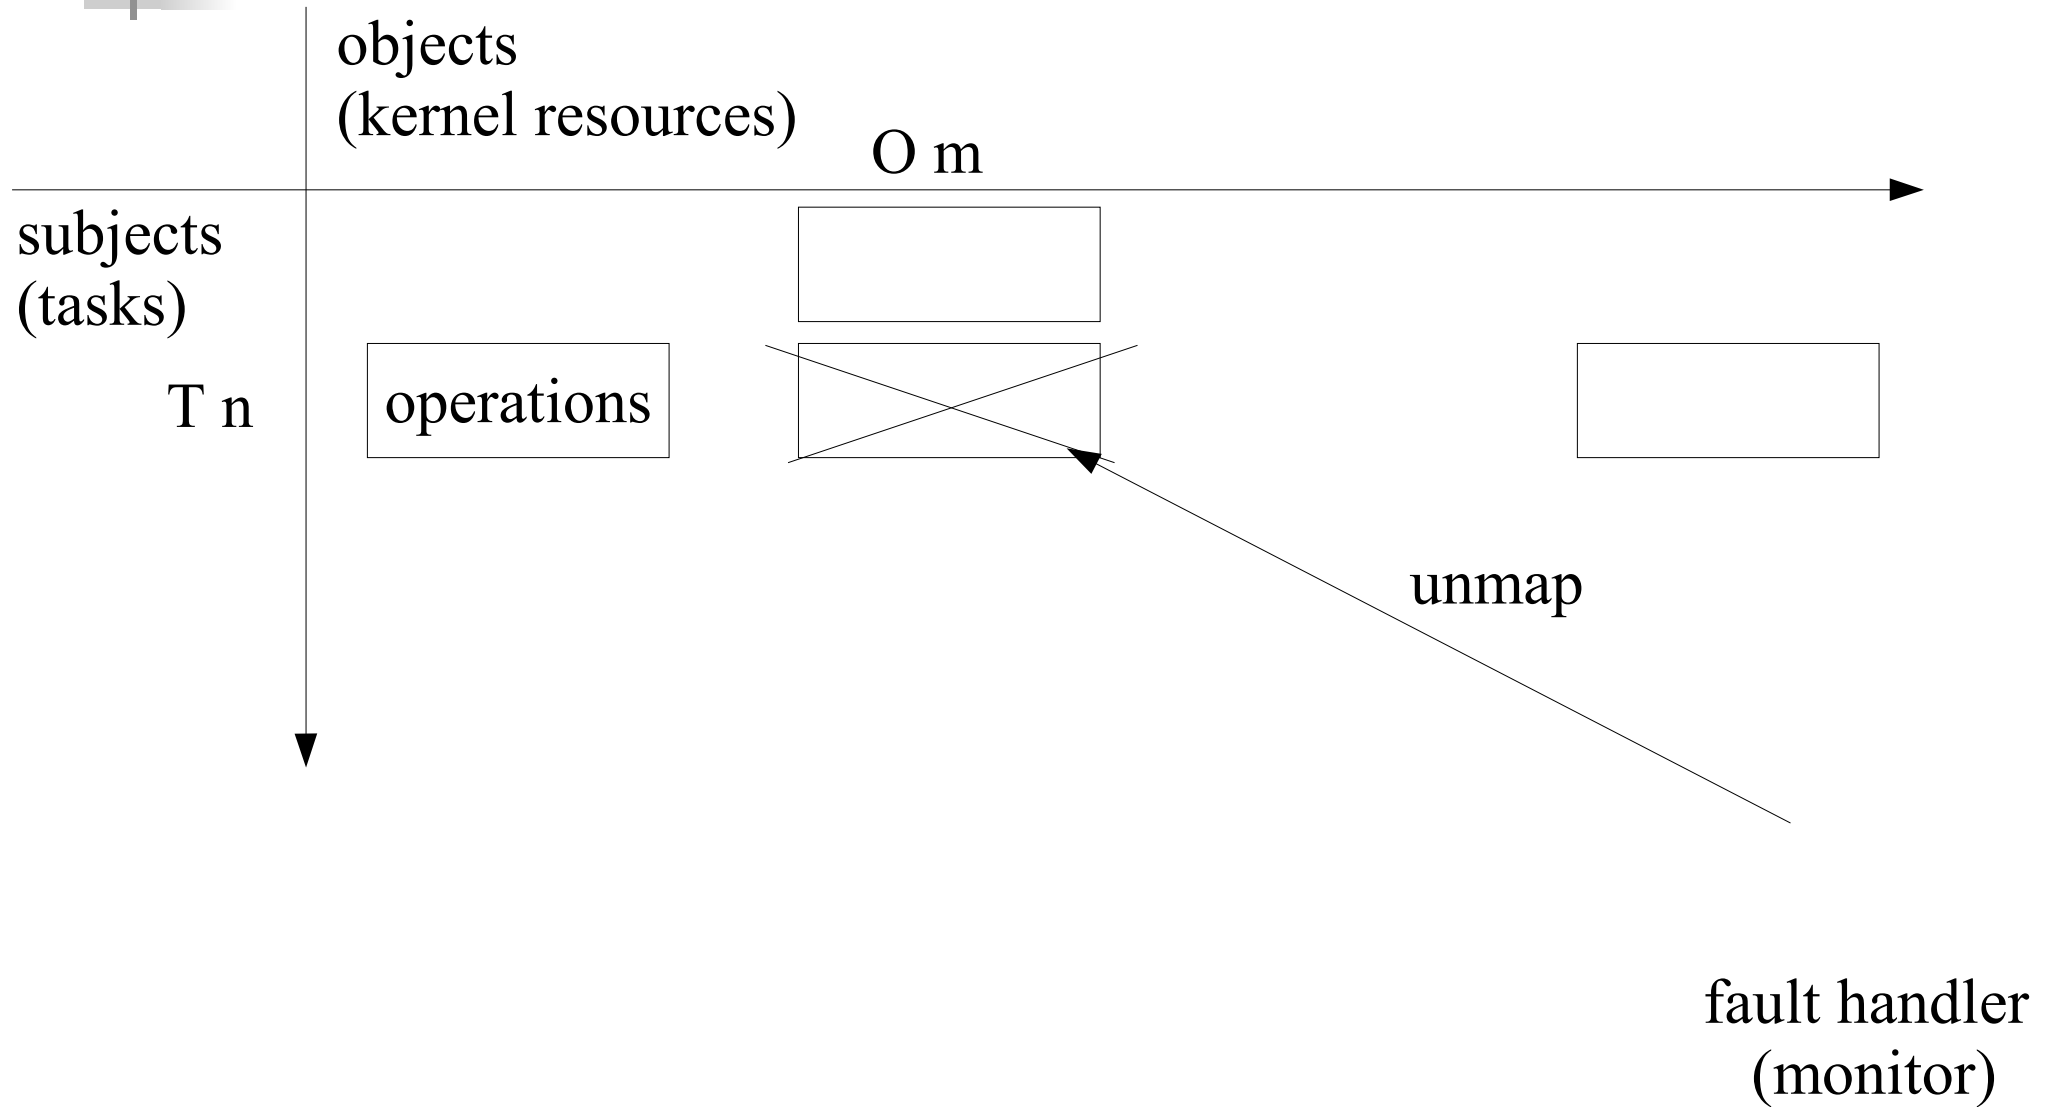 objects
(kernel resources)
O m
subjects
(tasks)
T n
operations
unmap
fault handler
(monitor)